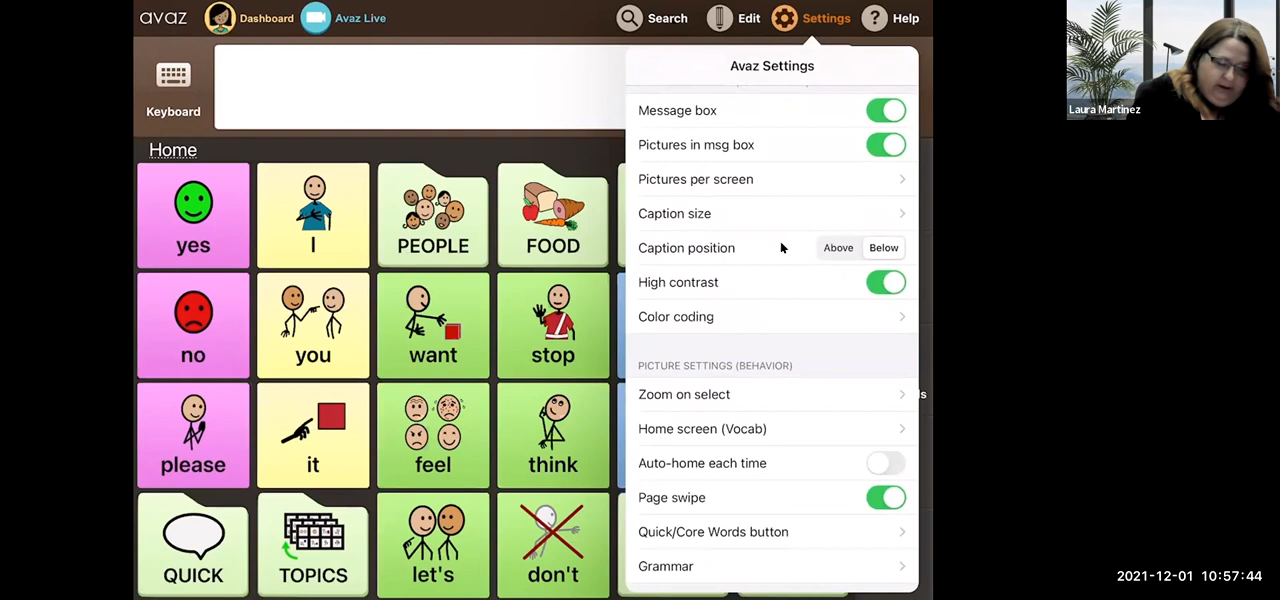 avaz
Dashboard
Avaz Live
Search
Edit
Settings
Help
Keyboard
Avaz Settings
Message box
Pictures in msg box
Pictures per screen
Caption size
Caption position
Above
Below
High contrast
Color coding
PICTURE SETTINGS (BEHAVIOR)
Zoom on select
Home screen (Vocab)
Auto-home each time
Page swipe
Quick/Core Words button
Grammar
Home
yes
I
PEOPLE
FOOD
no
you
want
stop
please
it
feel
think
QUICK
TOPICS
let's
don't
Laura Martinez
2021-12-01 10:57:44